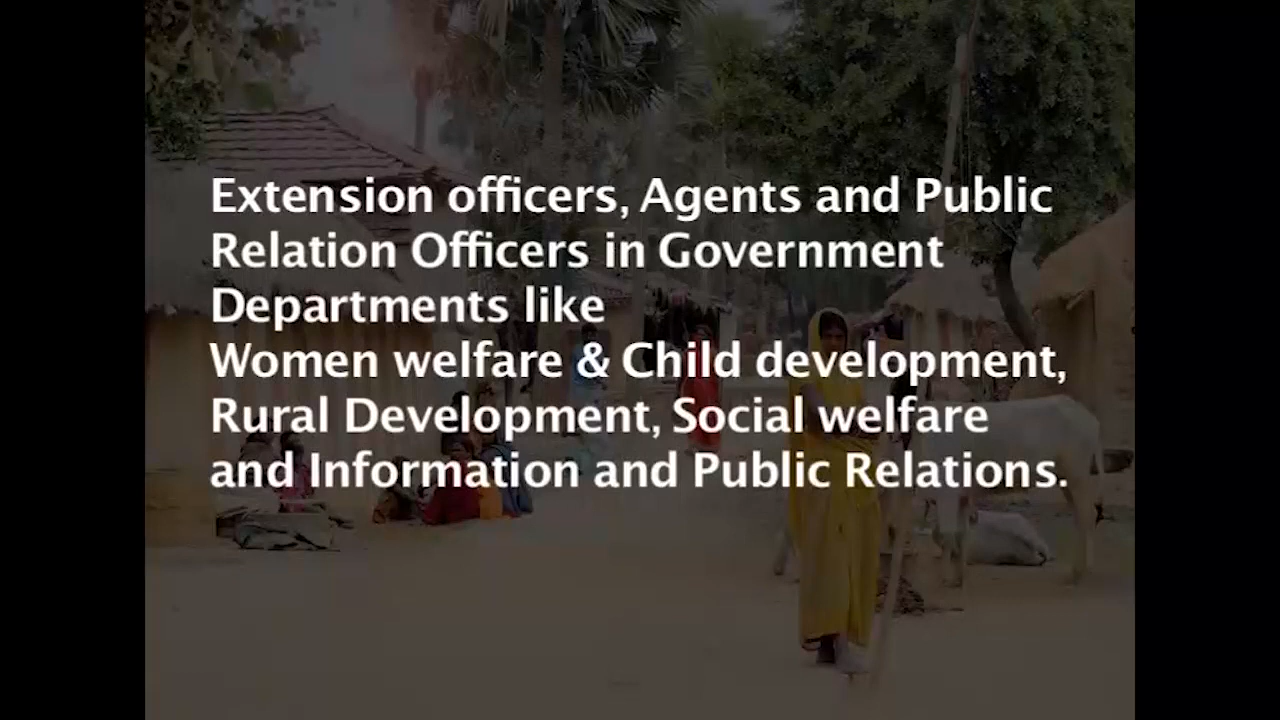 Extension officers, Agents and Public
Relation Officers in Government
Departments like
Women welfare & Child development,
Rural Development, Social welfare
and Information and Public Relations.